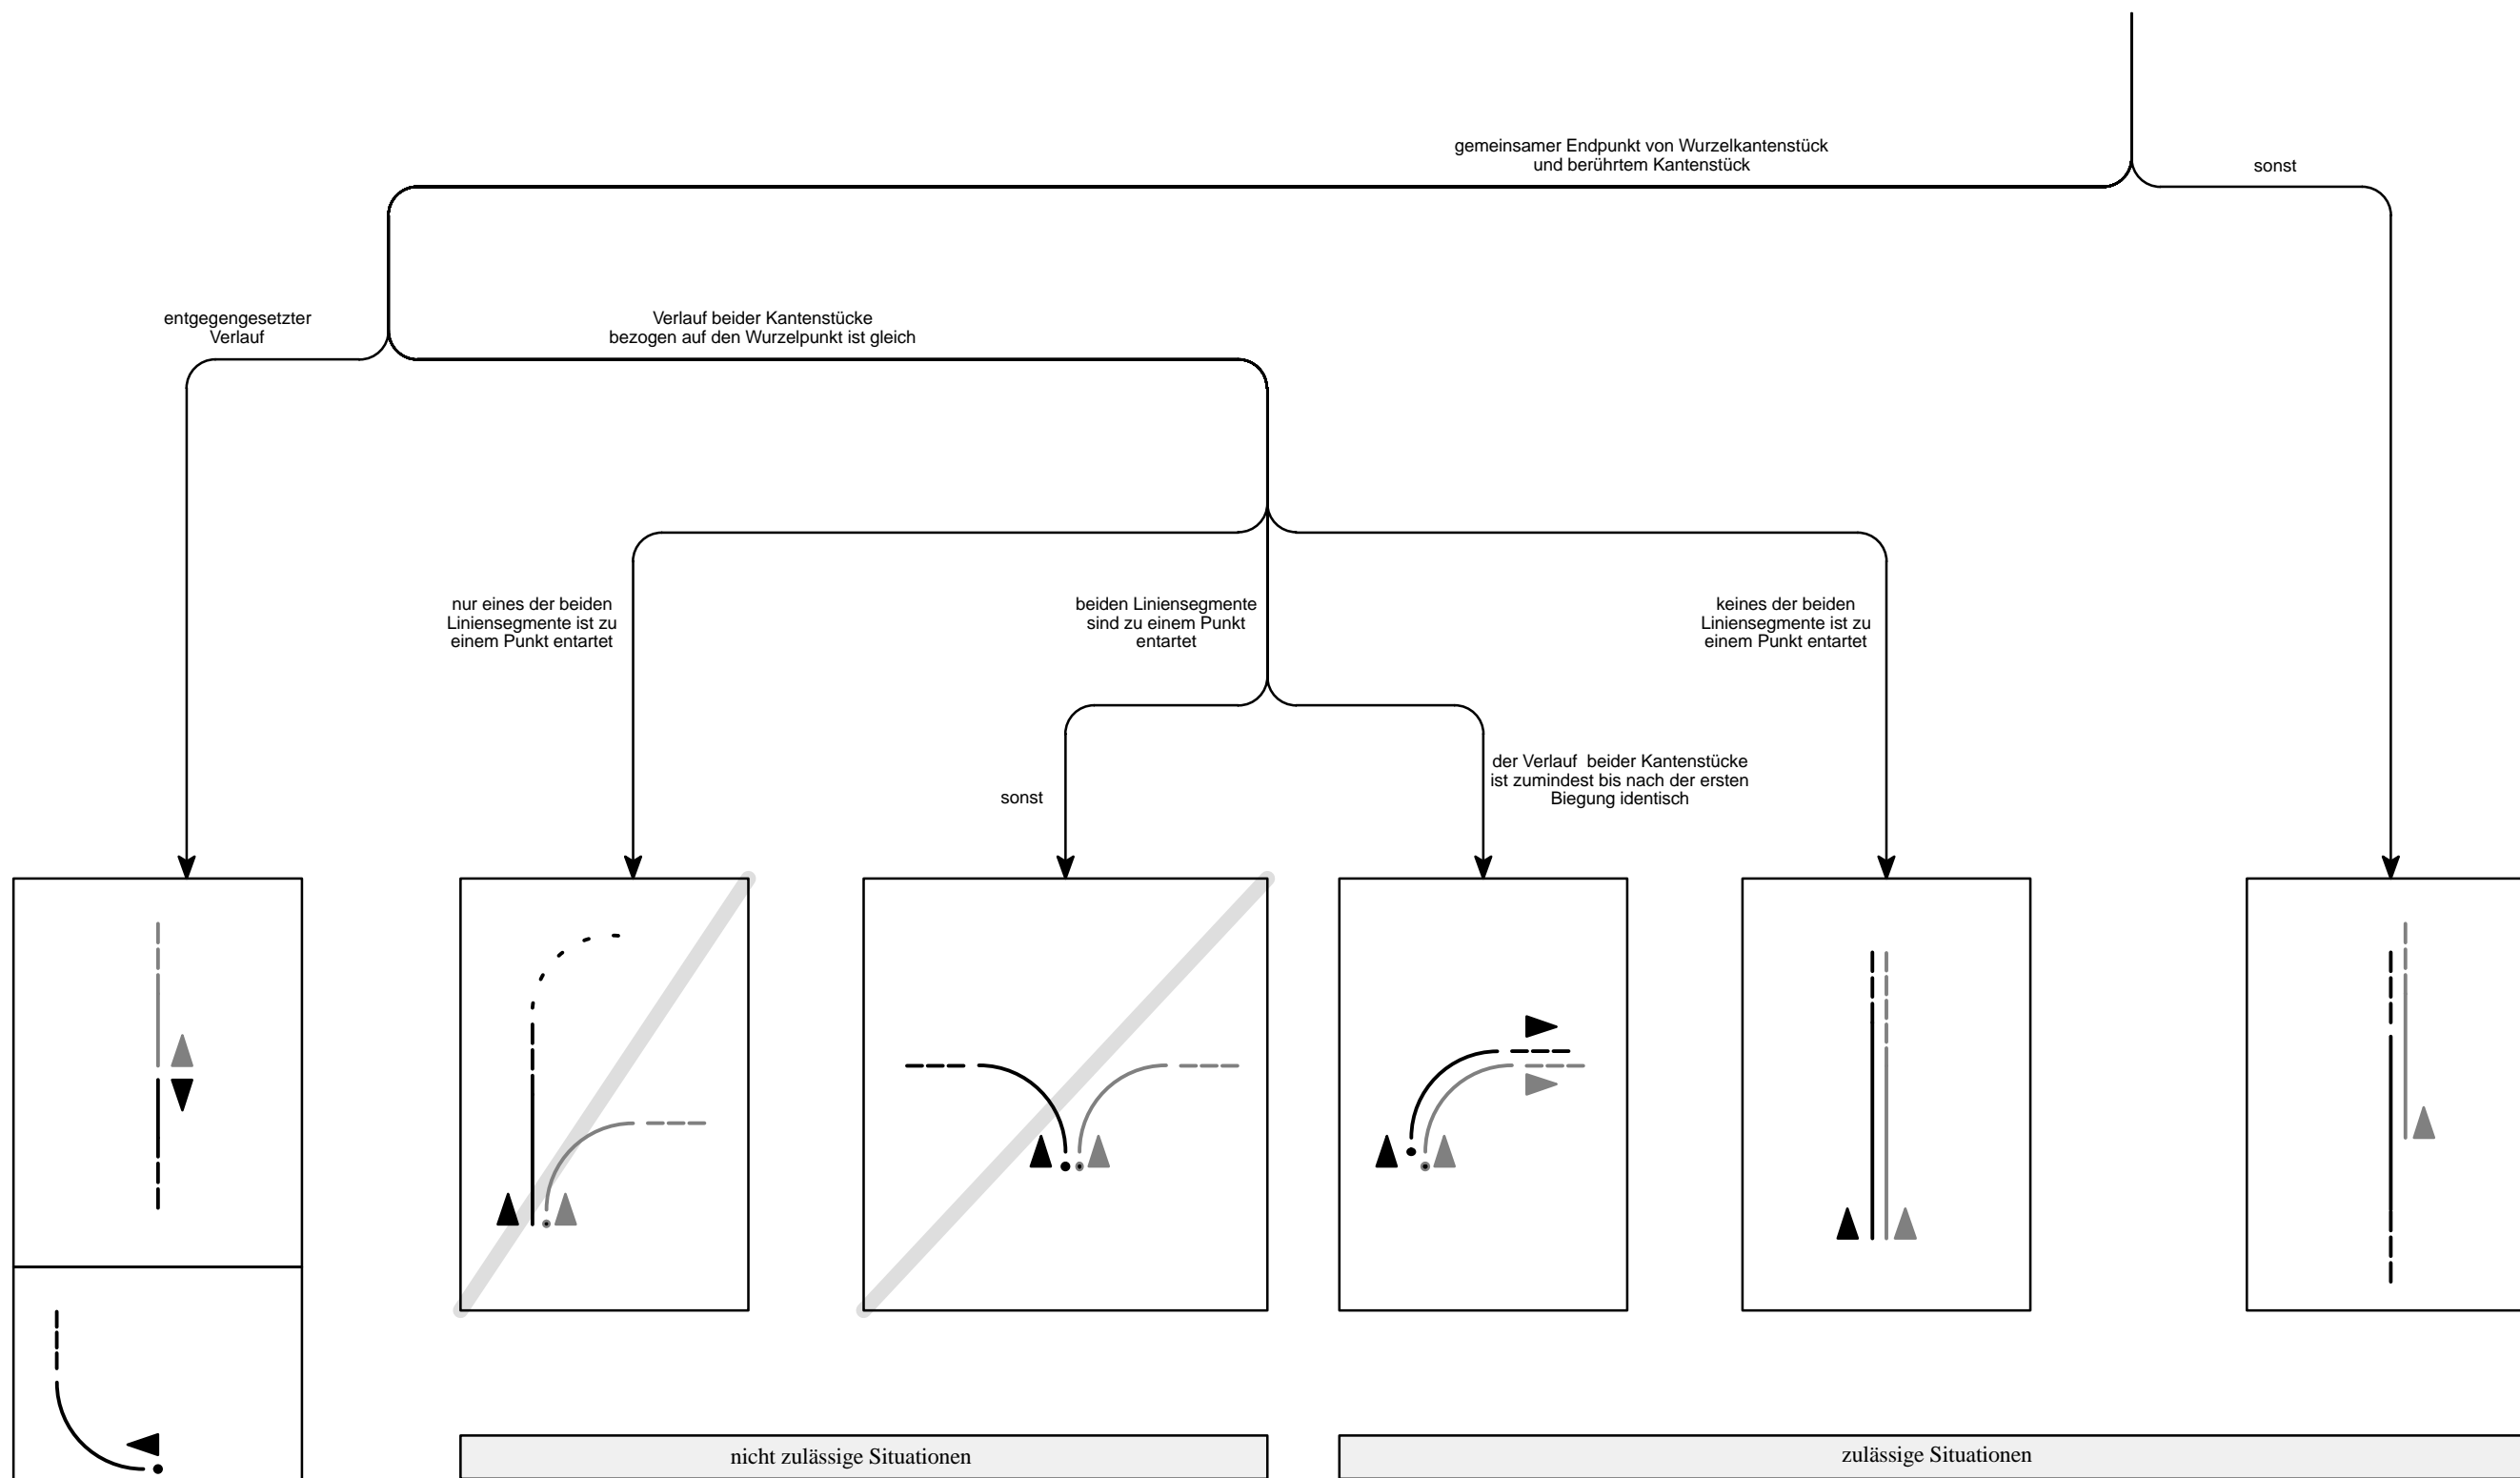 gemeinsamer Endpunkt von Wurzelkantenstück
und berührtem Kantenstück
sonst
entgegengesetzter
Verlauf
Verlauf beider Kantenstücke
bezogen auf den Wurzelpunkt ist gleich
nur eines der beiden
Liniensegmente ist zu
einem Punkt entartet
beiden Liniensegmente
sind zu einem Punkt
entartet
keines der beiden
Liniensegmente ist zu
einem Punkt entartet
sonst
der Verlauf  beider Kantenstücke
ist zumindest bis nach der ersten
Biegung identisch
nicht zulässige Situationen
zulässige Situationen